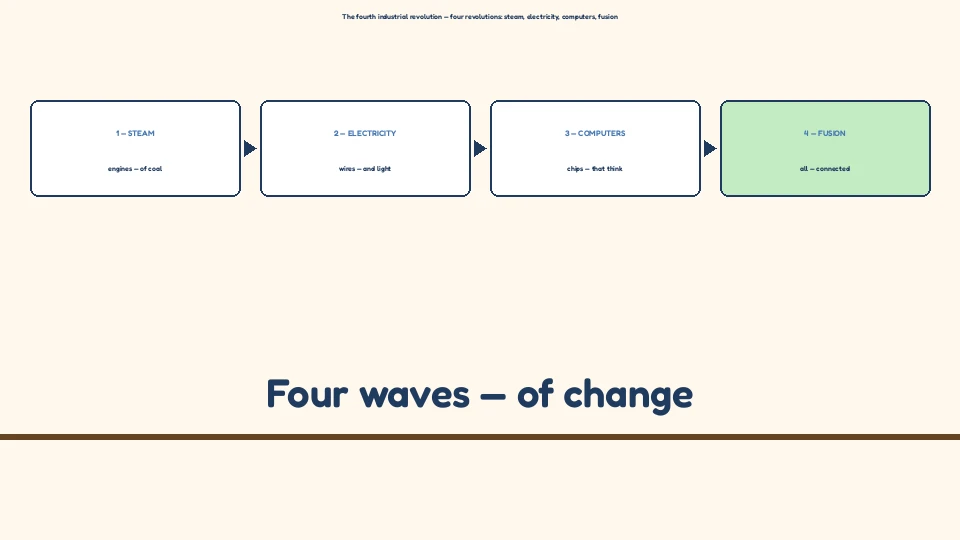 The fourth industrial revolution — four revolutions: steam, electricity, computers, fusion
1 — STEAM
engines — of coal
2 — ELECTRICITY
wires — and light
3 — COMPUTERS
chips — that think
4 — FUSION
all — connected
Four waves — of change